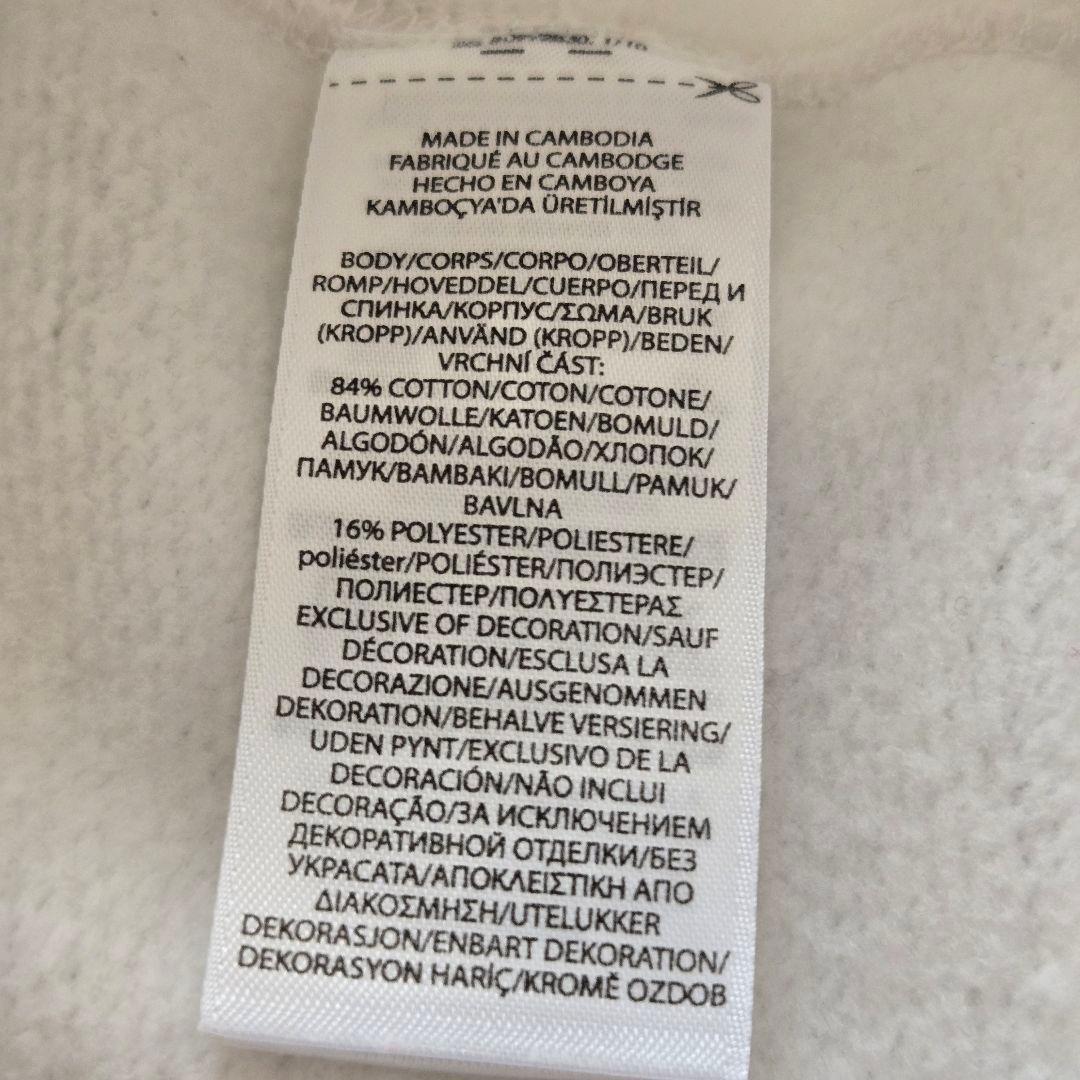 MADE IN CAMBODIA
FABRIQUÉ AU CAMBODGE
HECHO EN CAMBOYA
KAMBOÇYA'DA ÜRETİLMİŞTİR
BODY/CORPS/CORPO/OBERTEIL/
ROMP/HOVEDDEL/CUERPO/ПЕРЕД И
СПИНКА/КОРПУС/ΣΩΜΑ/BRUK
(KROPP)/ANVÄND (KROPP)/BEDEN/
VRCHNÍ ČÁST:
84% COTTON/COTON/COTONE/
BAUMWOLLE/KATOEN/BOMULD/
ALGODÓN/ALGODÃO/ХЛОПОК/
ПАМУК/BAMBAKI/BOMULL/PAMUK/
BAVLNA
16% POLYESTER/POLIESTERE/
poliéster/POLIÉSTER/ПОЛИЭСТЕР/
ПОЛИЕСТЕР/ΠΟΛΥΕΣΤΕΡΑΣ
EXCLUSIVE OF DECORATION/SAUF
DÉCORATION/ESCLUSA LA
DECORAZIONE/AUSGENOMMEN
DEKORATION/BEHALVE VERSIERING/
UDEN PYNT/EXCLUSIVO DE LA
DECORACIÓN/NÃO INCLUI
DECORAÇÃO/ЗА ИСКЛЮЧЕНИЕМ
ДЕКОРАТИВНОЙ ОТДЕЛКИ/БЕЗ
УКРАСАТА/ΑΠΟΚΛΕΙΣΤΙΚΗ ΑΠΟ
ΔΙΑΚΟΣΜΗΣΗ/UTELUKKER
DEKORASJON/ENBART DEKORATION/
DEKORASYON HARİÇ/KROMĚ OZDOB